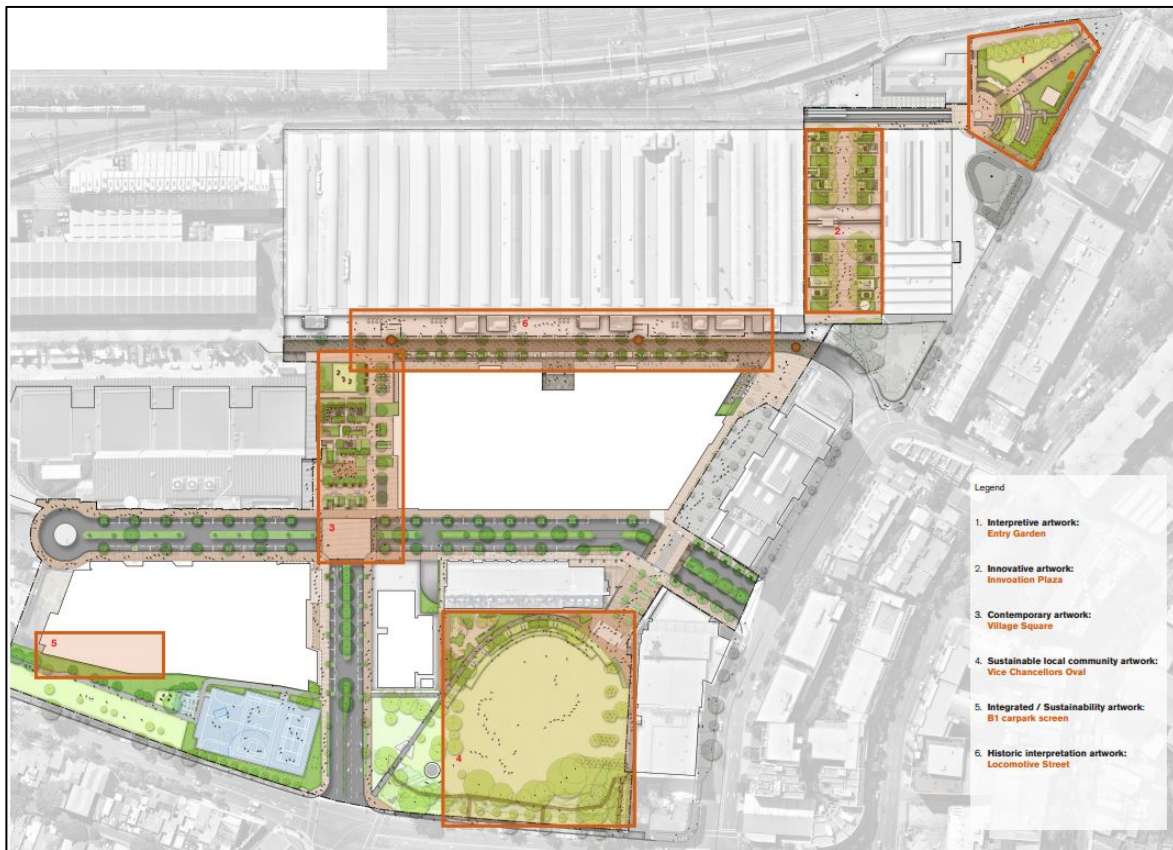 1
2
6
3
5
4
Legend
1. Interpretive artwork:
Entry Garden
2. Innovative artwork:
Innvoation Plaza
3. Contemporary artwork:
Village Square
4. Sustainable local community artwork:
Vice Chancellors Oval
5. Integrated / Sustainability artwork:
B1 carpark screen
6. Historic interpretation artwork:
Locomotive Street